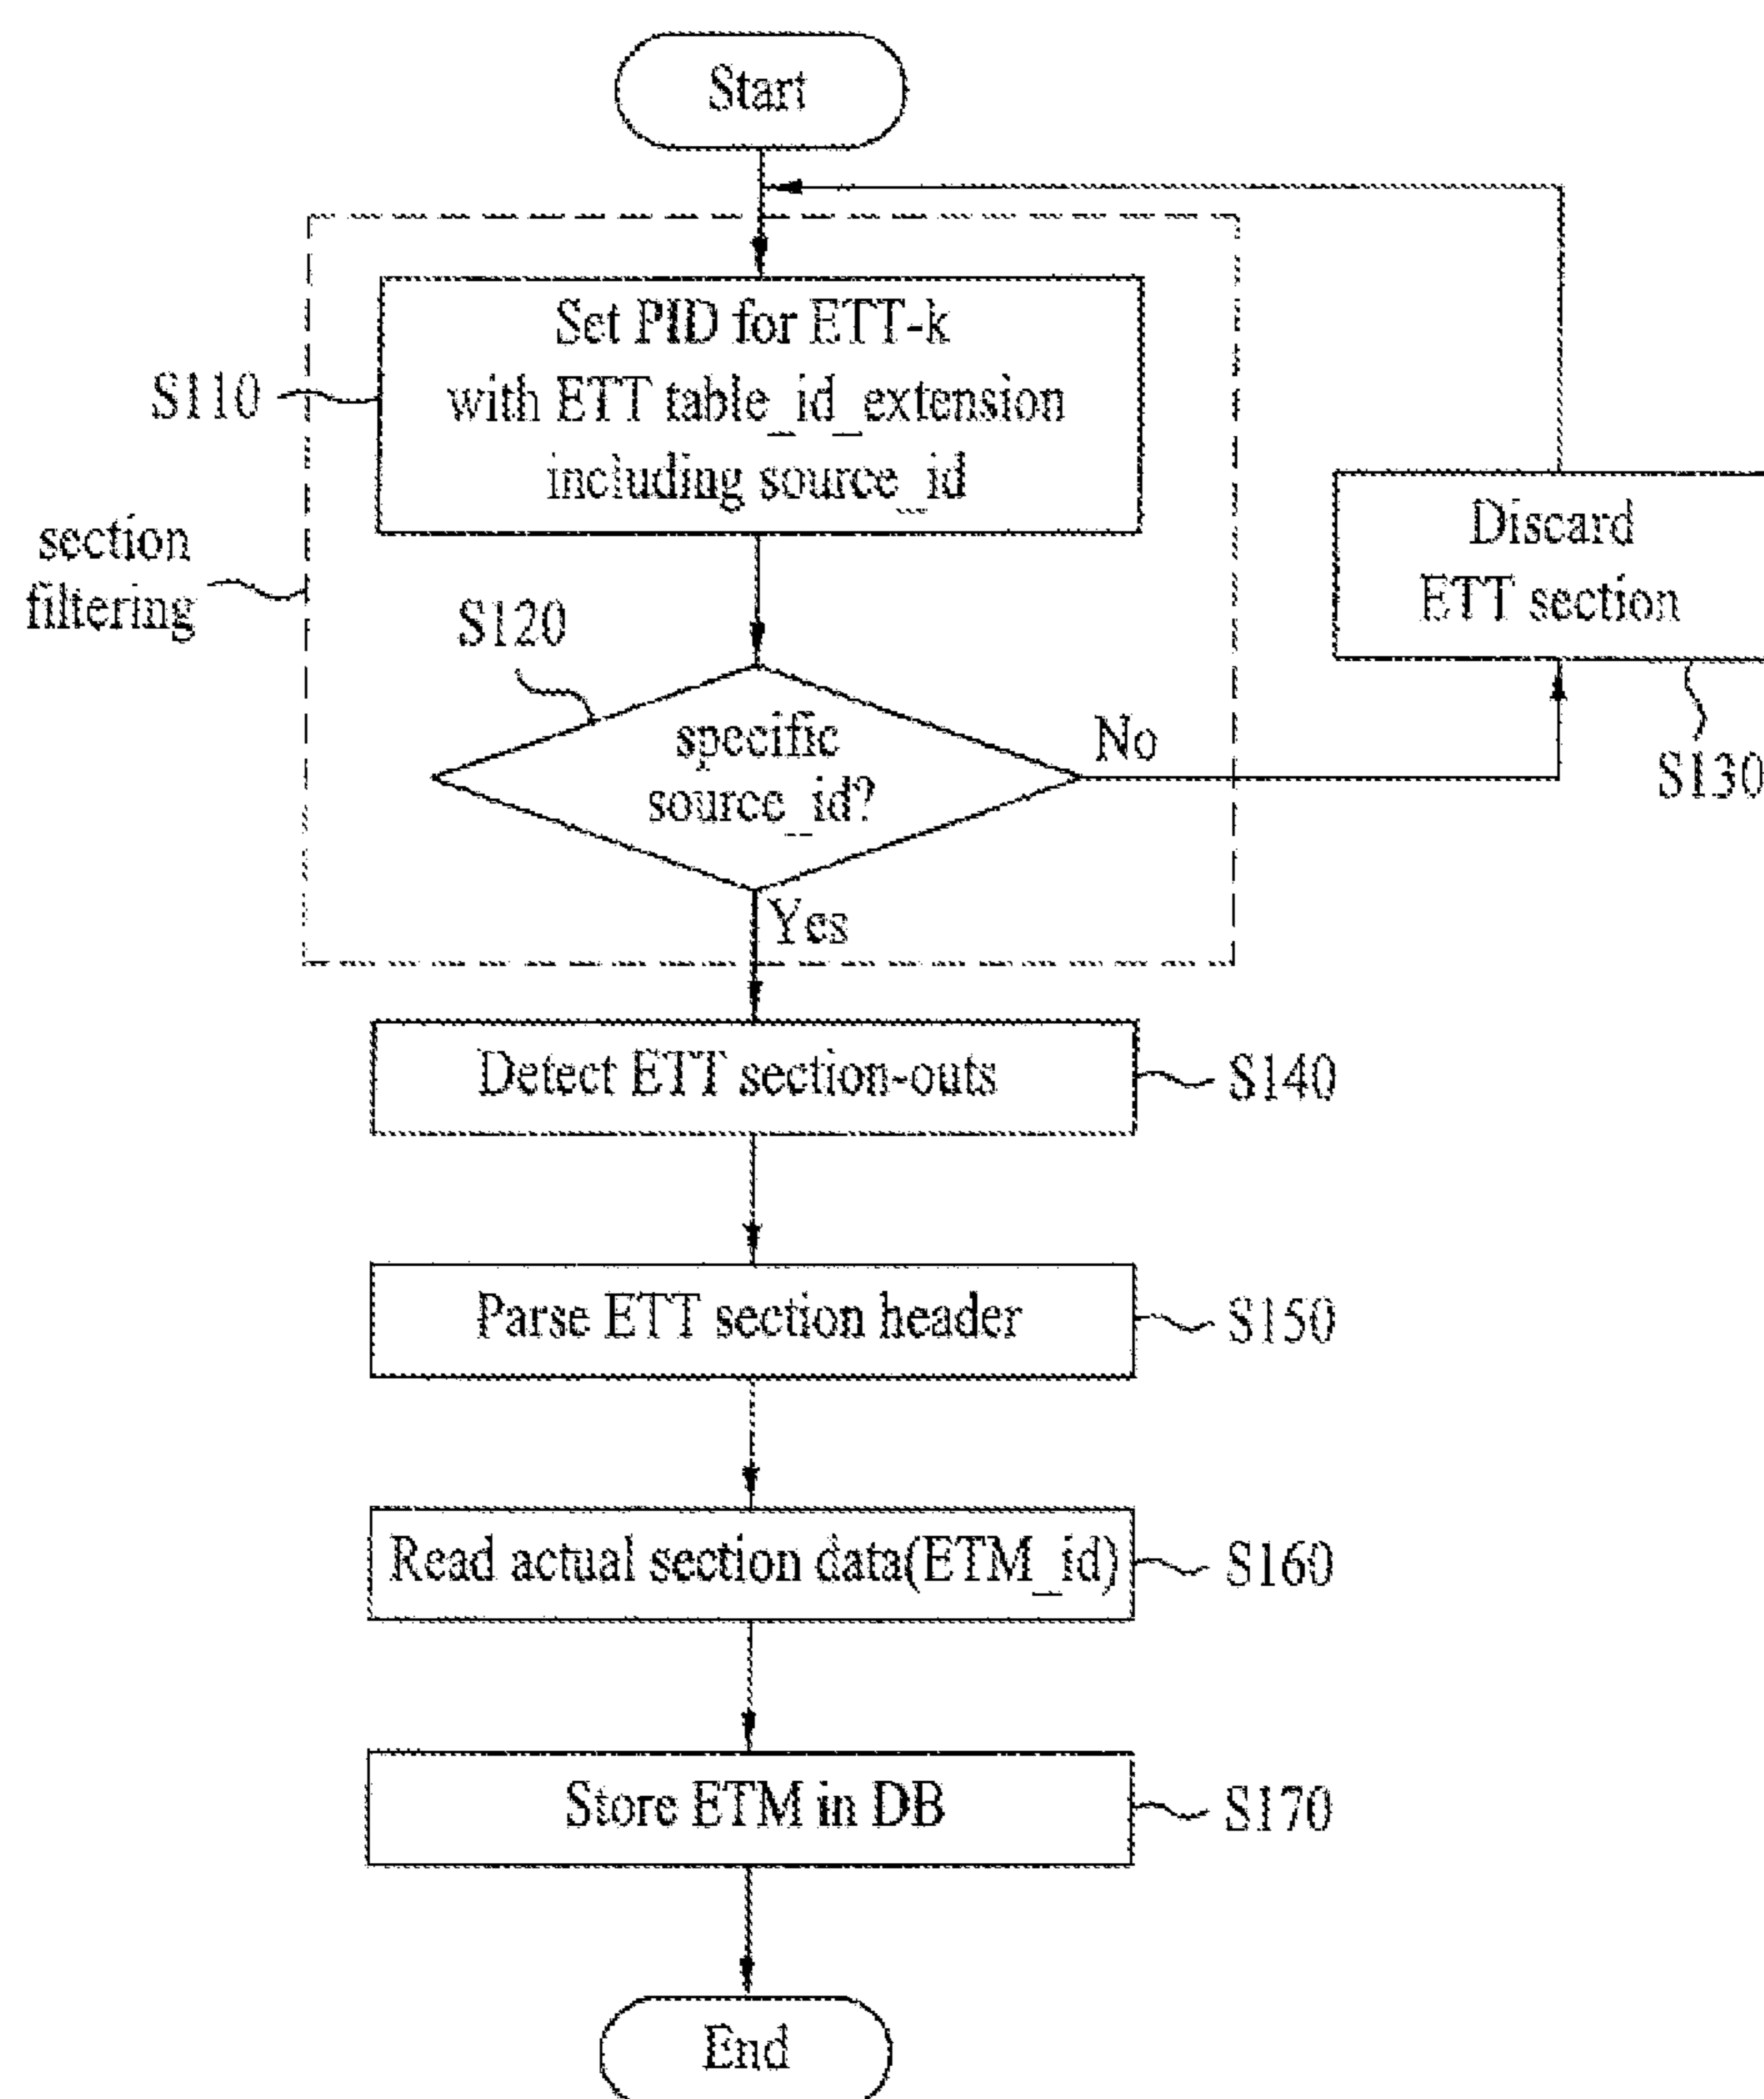 Start
Set PID for ETT-k
with ETT table_id_extension
including source_id
S110
section
filtering
Discard
ETT section
S130
S120
specific
source_id?
No
Yes
Detect ETT section-outs
S140
Parse ETT section header
S150
Read actual section data(ETM_id)
S160
Store ETM in DB
S170
End